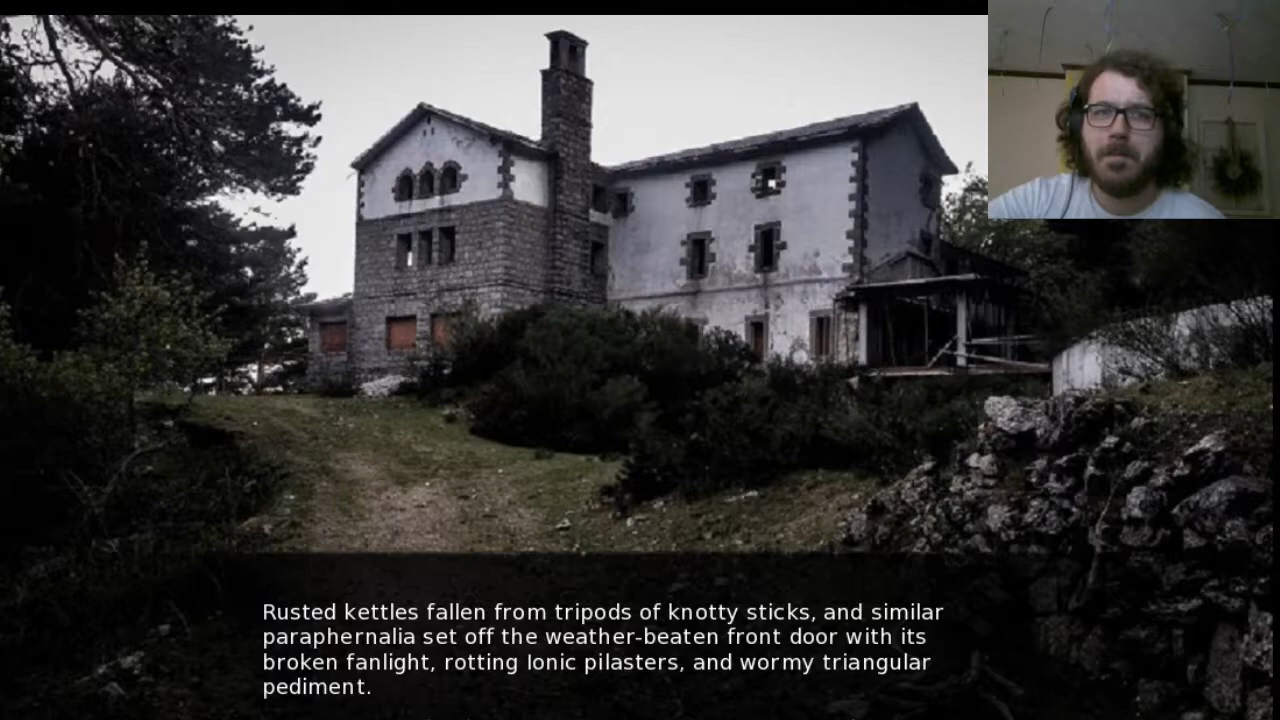 Rusted kettles fallen from tripods of knotty sticks, and similar
paraphernalia set off the weather-beaten front door with its
broken fanlight, rotting Ionic pilasters, and wormy triangular
pediment.